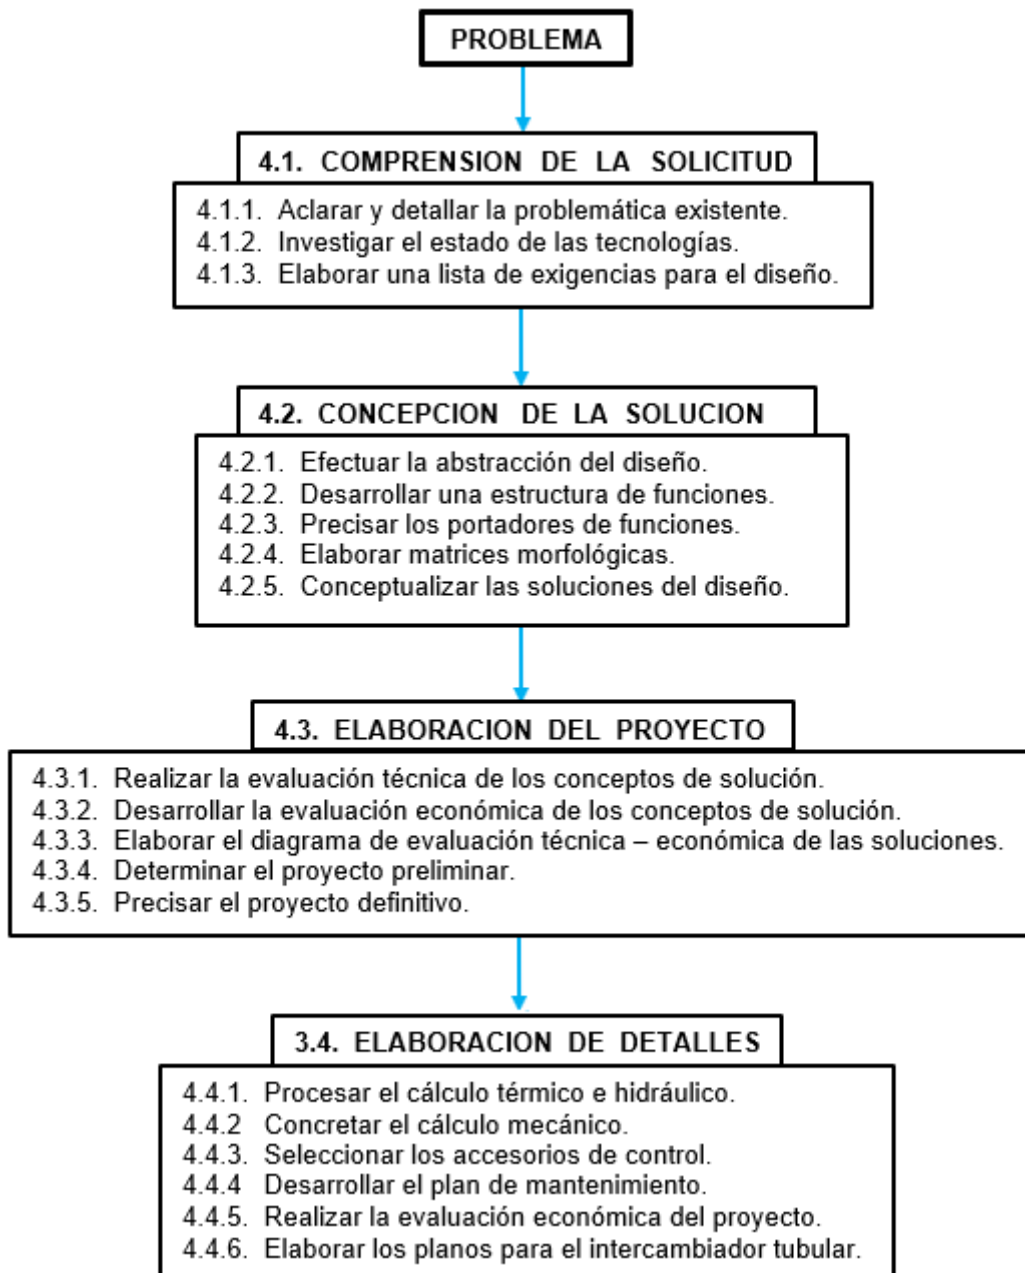 PROBLEMA
4.1. COMPRENSION DE LA SOLICITUD
4.1.1. Aclarar y detallar la problemática existente.
4.1.2. Investigar el estado de las tecnologías.
4.1.3. Elaborar una lista de exigencias para el diseño.
4.2. CONCEPCION DE LA SOLUCION
4.2.1. Efectuar la abstracción del diseño.
4.2.2. Desarrollar una estructura de funciones.
4.2.3. Precisar los portadores de funciones.
4.2.4. Elaborar matrices morfológicas.
4.2.5. Conceptualizar las soluciones del diseño.
4.3. ELABORACION DEL PROYECTO
4.3.1. Realizar la evaluación técnica de los conceptos de solución.
4.3.2. Desarrollar la evaluación económica de los conceptos de solución.
4.3.3. Elaborar el diagrama de evaluación técnica – económica de las soluciones.
4.3.4. Determinar el proyecto preliminar.
4.3.5. Precisar el proyecto definitivo.
3.4. ELABORACION DE DETALLES
4.4.1. Procesar el cálculo térmico e hidráulico.
4.4.2 Concretar el cálculo mecánico.
4.4.3. Seleccionar los accesorios de control.
4.4.4 Desarrollar el plan de mantenimiento.
4.4.5. Realizar la evaluación económica del proyecto.
4.4.6. Elaborar los planos para el intercambiador tubular.